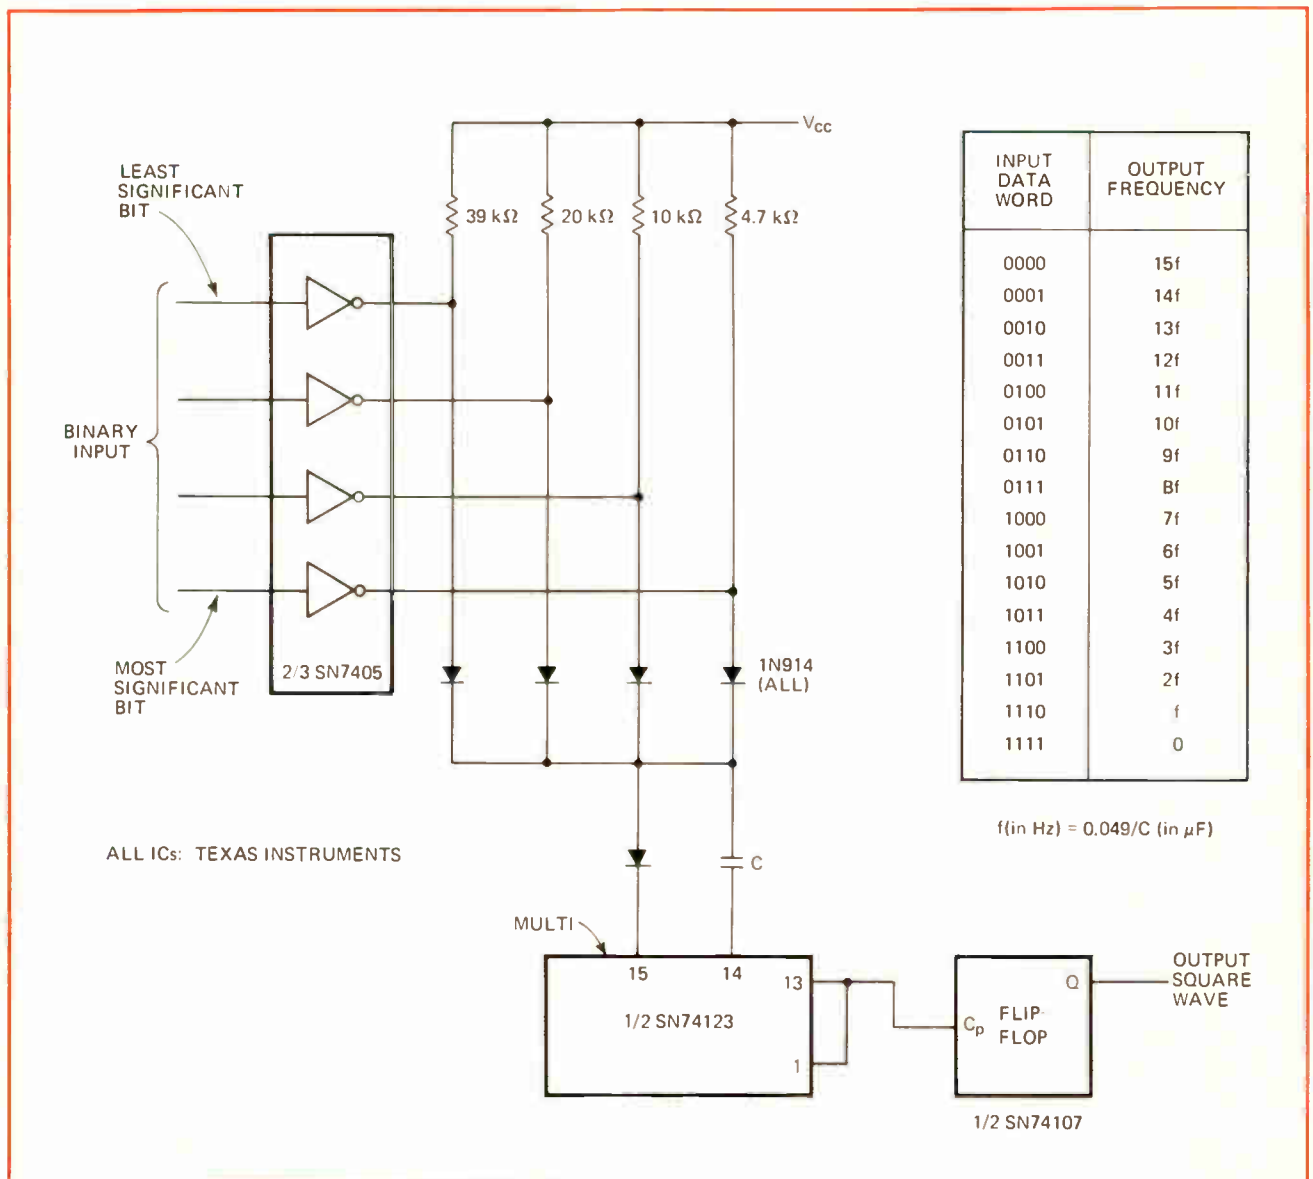 VCC
LEAST
SIGNIFICANT
BIT
39 kΩ
20 kΩ
10 kΩ
4.7 kΩ
BINARY
INPUT
MOST
SIGNIFICANT
BIT
2/3 SN7405
1N914
(ALL)
INPUT
DATA
WORD
OUTPUT
FREQUENCY
0000 15f
0001 14f
0010 13f
0011 12f
0100 11f
0101 10f
0110 9f
0111 8f
1000 7f
1001 6f
1010 5f
1011 4f
1100 3f
1101 2f
1110 f
1111 0
f(in Hz) = 0.049/C (in μF)
ALL ICs: TEXAS INSTRUMENTS
C
MULTI
15 14
13
1/2 SN74123
1
Q
Cp
FLIP-
FLOP
OUTPUT
SQUARE
WAVE
1/2 SN74107